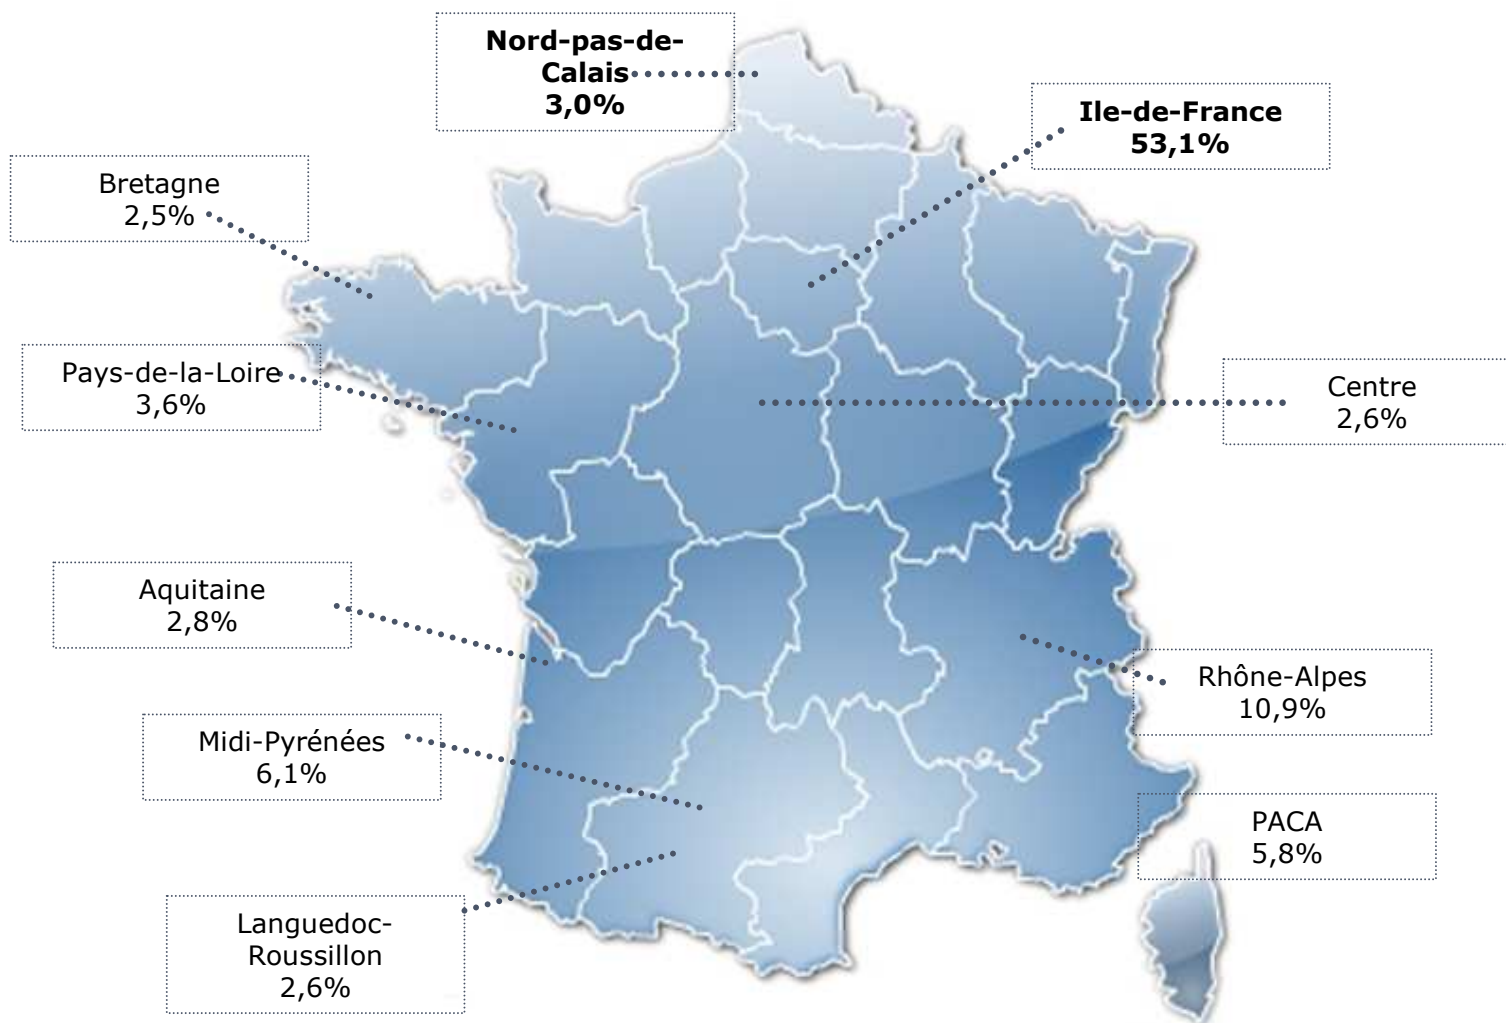 Nord-pas-de-
Calais
3,0%
Ile-de-France
53,1%
Bretagne
2,5%
Pays-de-la-Loire
3,6%
Centre
2,6%
Aquitaine
2,8%
Rhône-Alpes
10,9%
Midi-Pyrénées
6,1%
PACA
5,8%
Languedoc-
Roussillon
2,6%